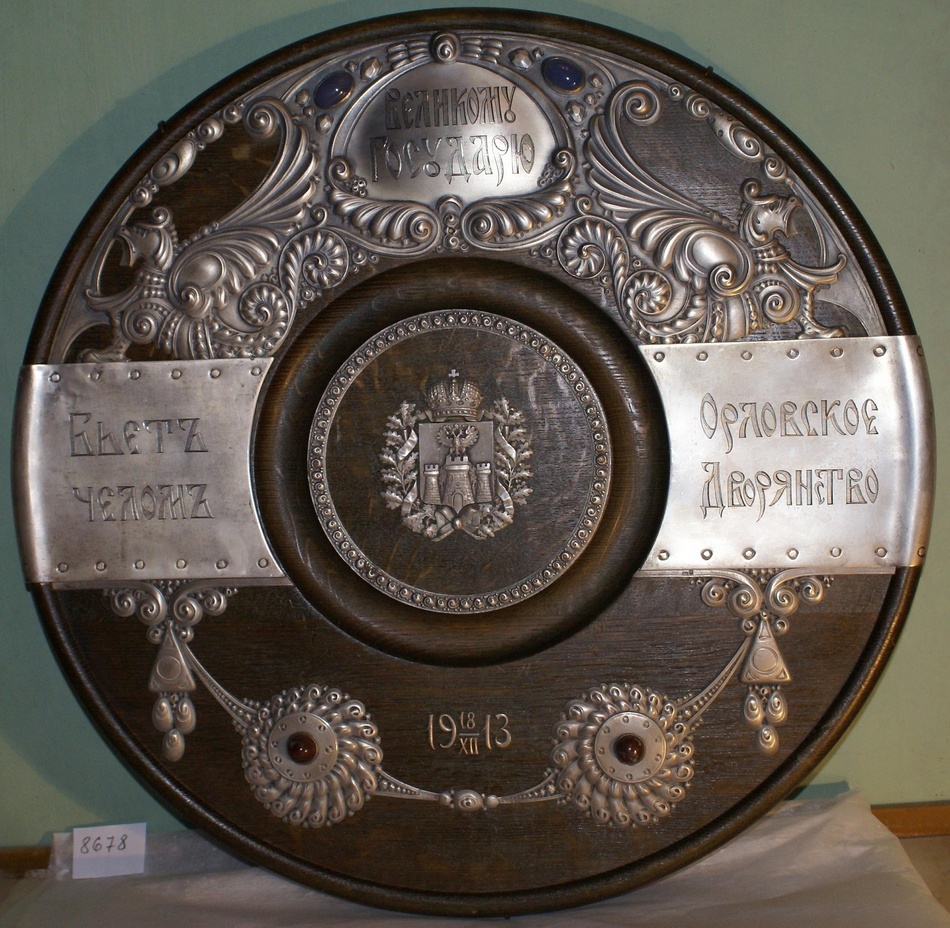 Великому
Государю
Бьетъ
челомъ
Орловское
Дворянство
19 18/XII 13
8678